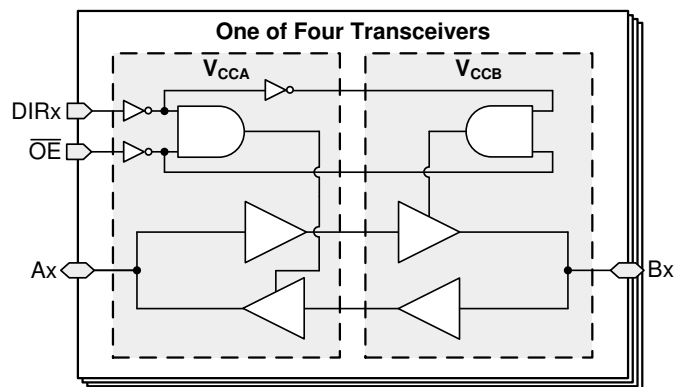 One of Four Transceivers
VCCA
VCCB
DIRx
OE
Ax
Bx